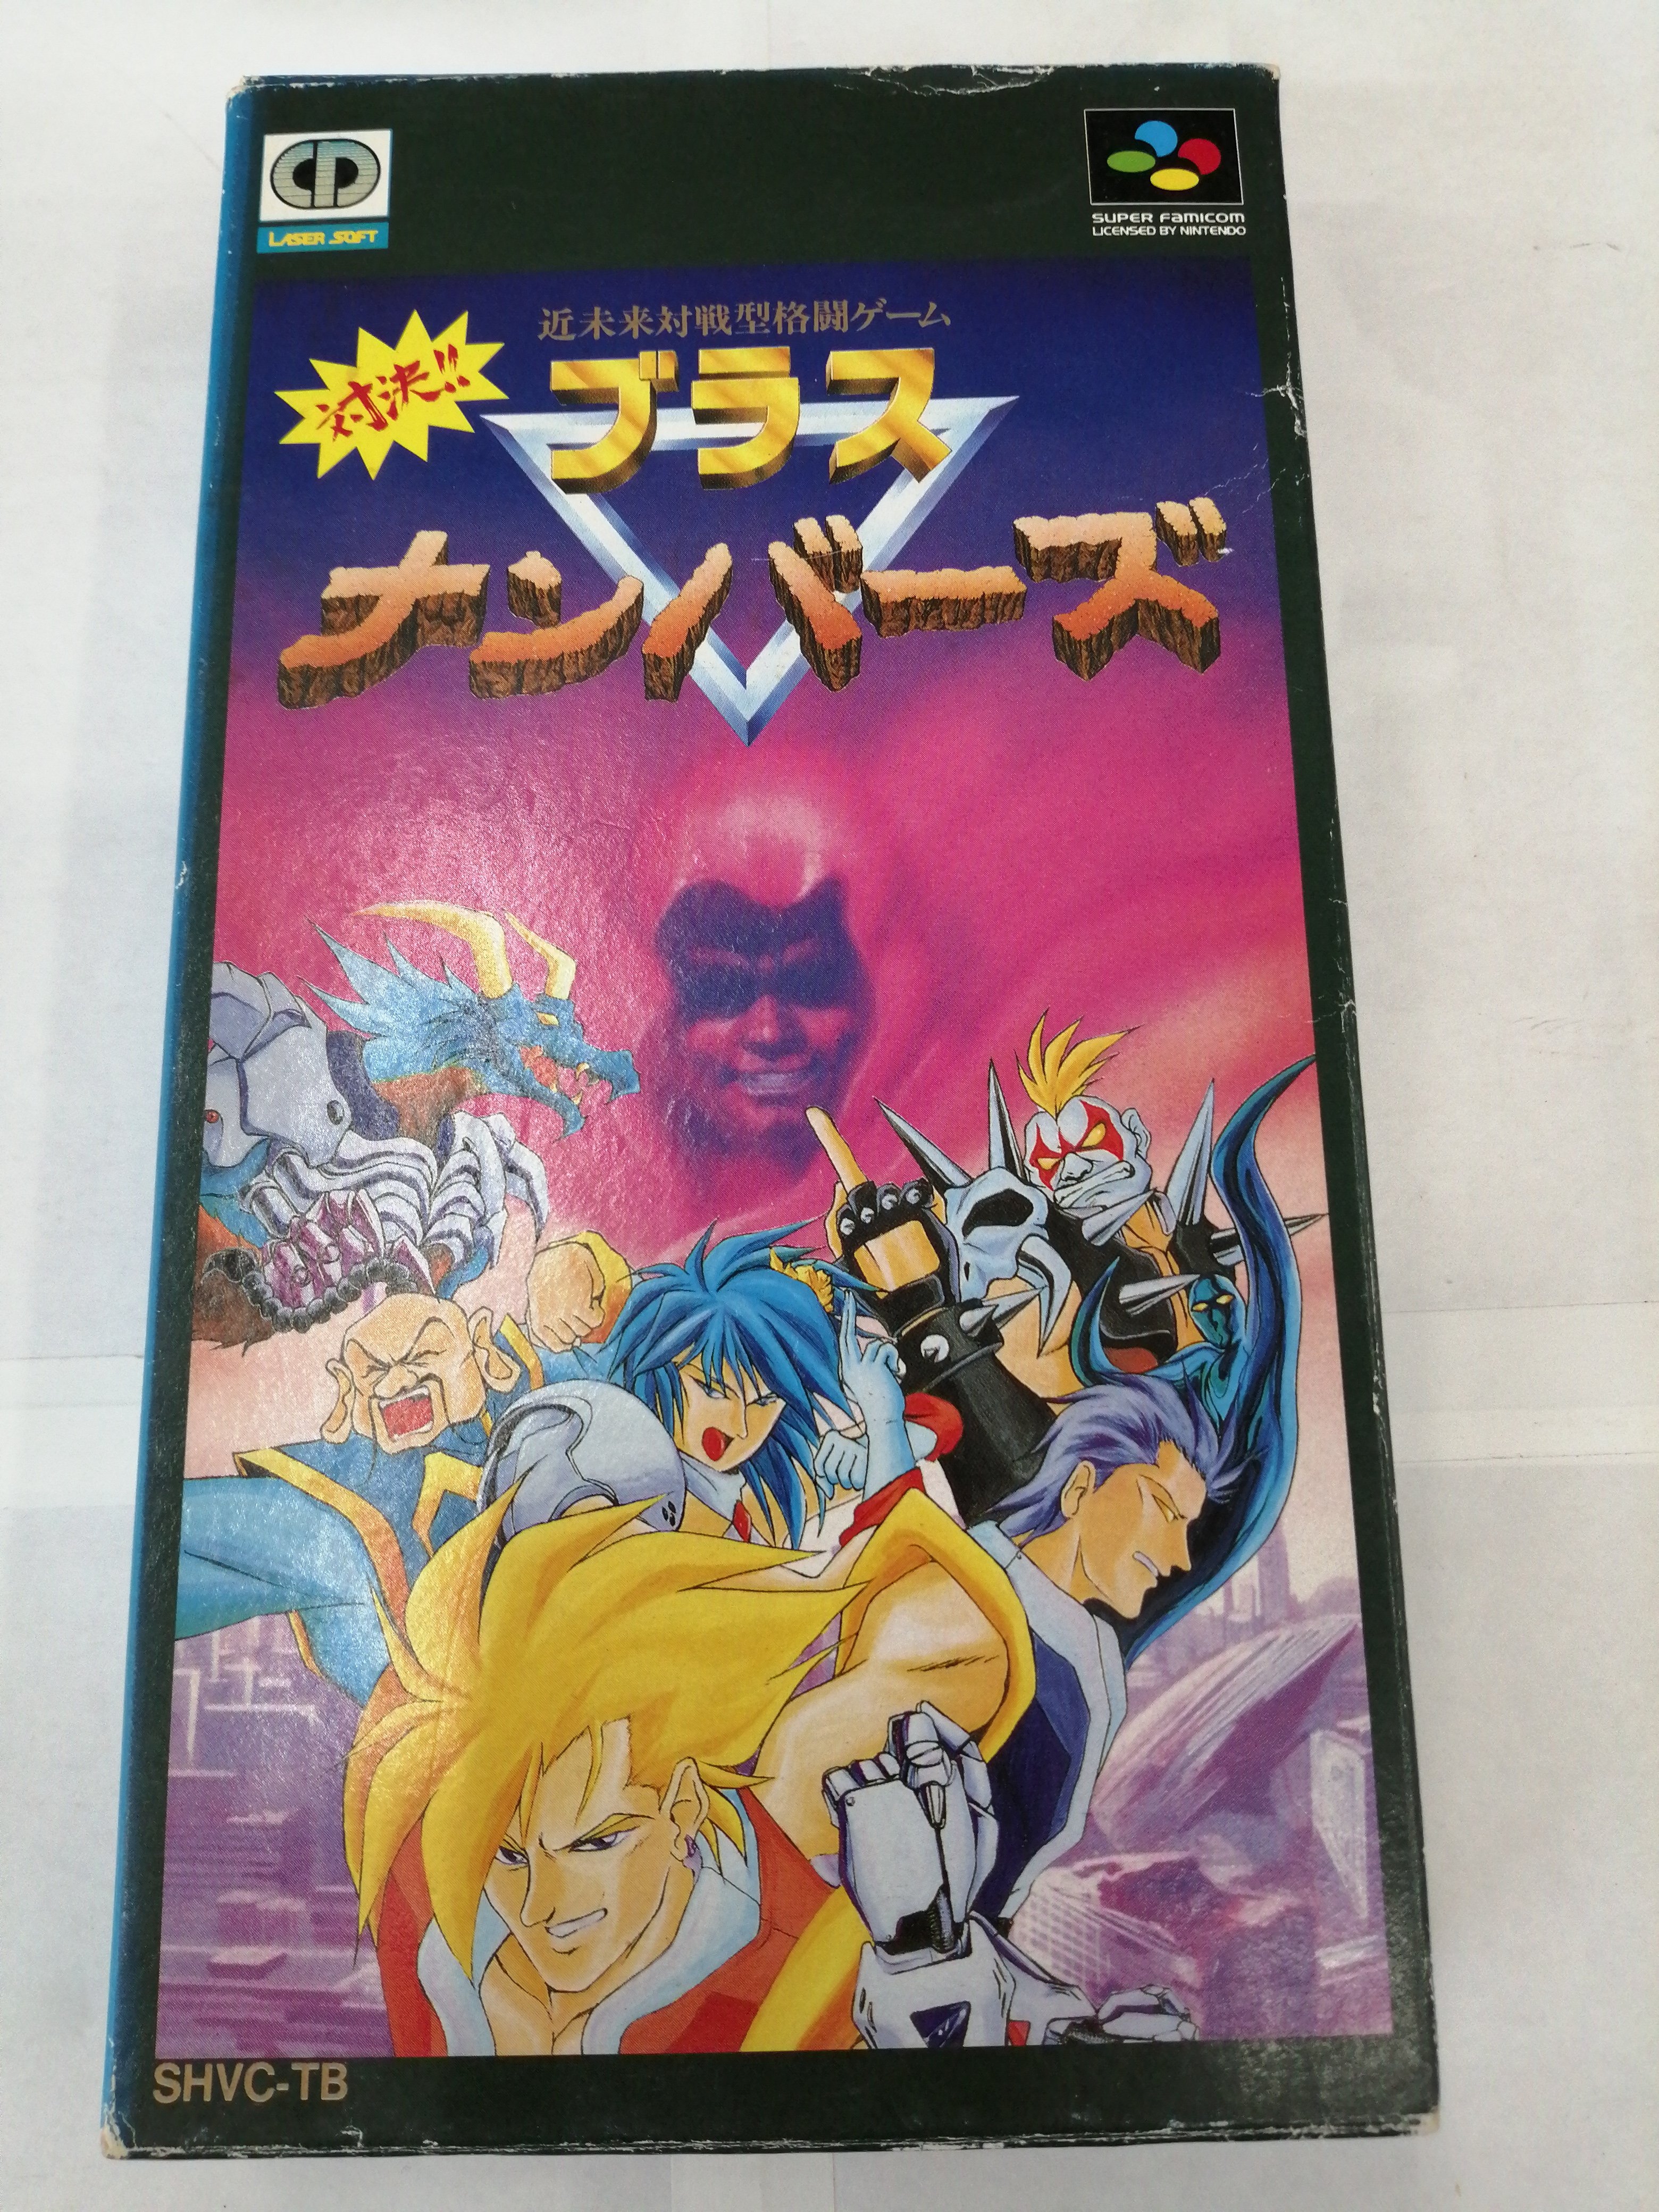 CD
LASER SOFT
SUPER FAMICOM
LICENSED BY NINTENDO
近未来対戦型格闘ゲーム
対決!!
ブラス
ナンバーズ
SHVC-TB